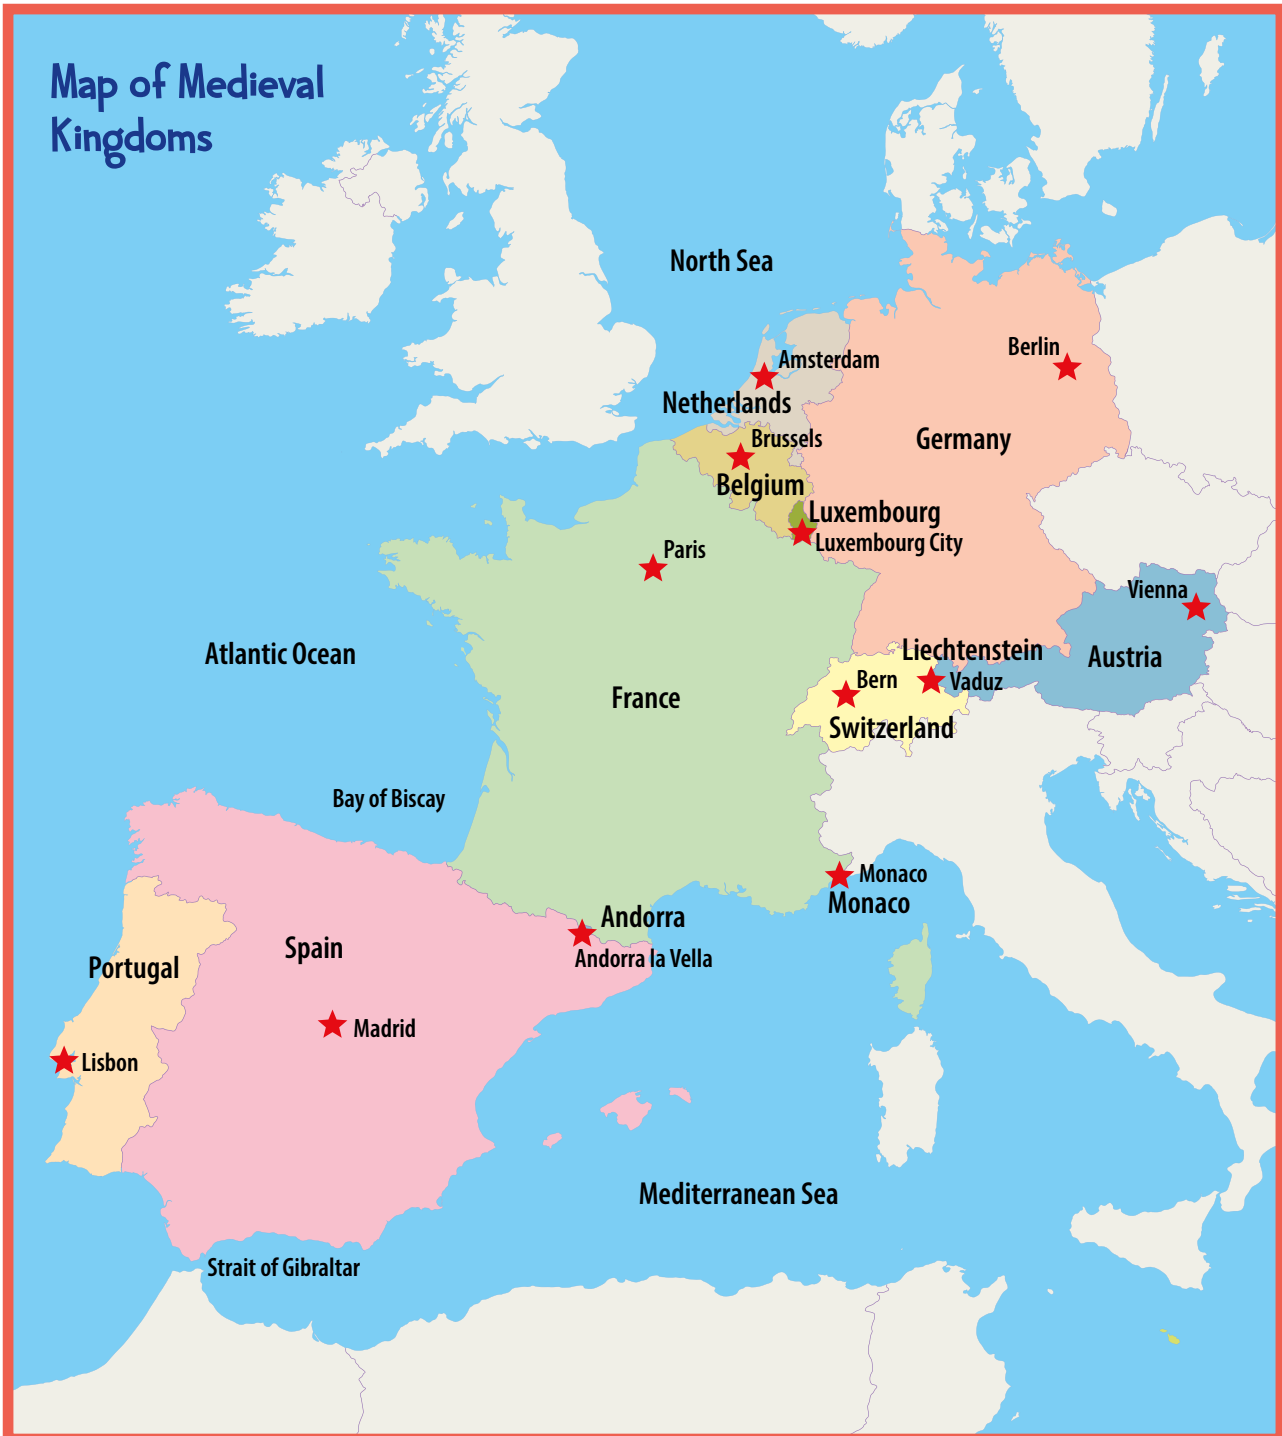 Map of Medieval
Kingdoms
North Sea
Berlin
Amsterdam
Netherlands
Germany
Brussels
Belgium
Luxembourg
Luxembourg City
Paris
Vienna
Atlantic Ocean
Liechtenstein
Austria
Bern
Vaduz
France
Switzerland
Bay of Biscay
Monaco
Monaco
Andorra
Spain
Andorra la Vella
Portugal
Madrid
Lisbon
Mediterranean Sea
Strait of Gibraltar